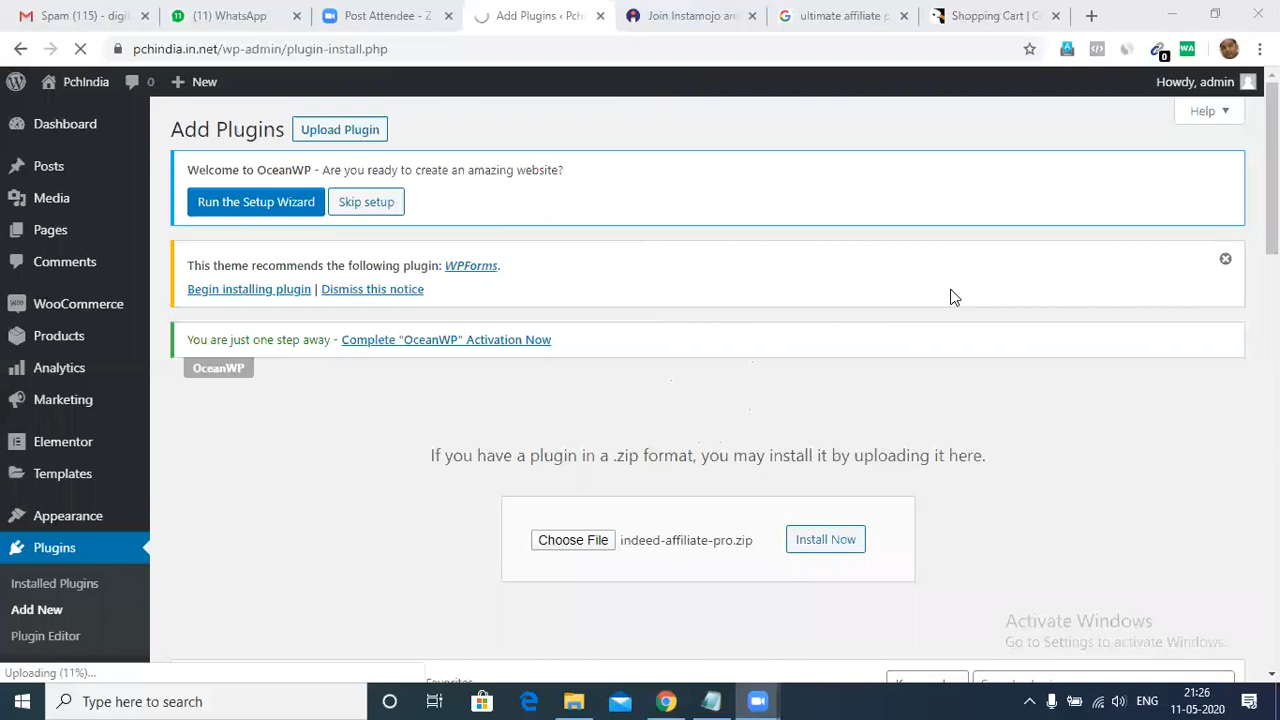 Spam (115) - digi
(11) WhatsApp
Post Attendee - Z
Add Plugins ‹ Pch
Join Instamojo an
ultimate affiliate p
Shopping Cart
pchindia.in.net/wp-admin/plugin-install.php
0
WA
PchIndia
0
New
Howdy, admin
Dashboard
Posts
Media
Pages
Comments
WooCommerce
Products
Analytics
Marketing
Elementor
Templates
Appearance
Plugins
Installed Plugins
Add New
Plugin Editor
Help
Add Plugins
Upload Plugin
Welcome to OceanWP - Are you ready to create an amazing website?
Run the Setup Wizard
Skip setup
This theme recommends the following plugin: WPForms.
Begin installing plugin | Dismiss this notice
You are just one step away - Complete "OceanWP" Activation Now
OceanWP
If you have a plugin in a .zip format, you may install it by uploading it here.
Choose File indeed-affiliate-pro.zip
Install Now
Activate Windows
Go to Settings to activate Windows.
Uploading (11%)...
Type here to search
ENG
21:26
11-05-2020